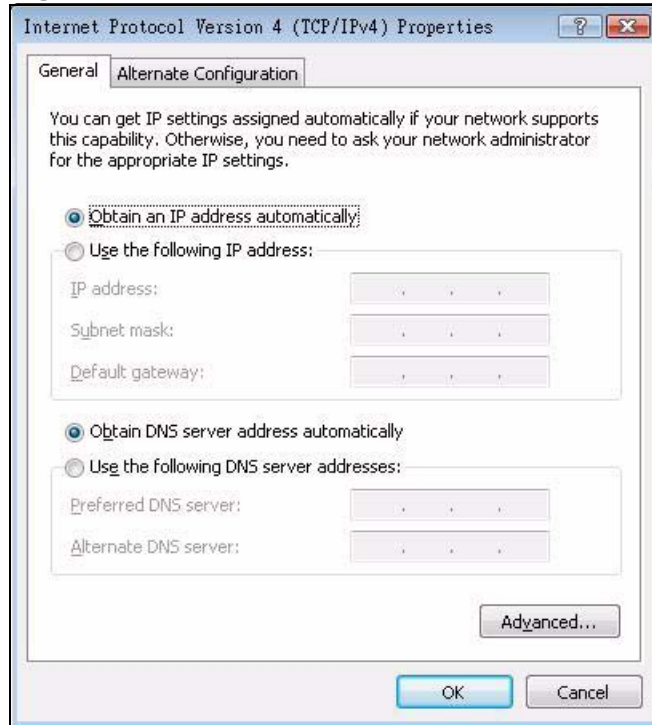 Internet Protocol Version 4 (TCP/IPv4) Properties
General
Alternate Configuration
You can get IP settings assigned automatically if your network supports
this capability. Otherwise, you need to ask your network administrator
for the appropriate IP settings.
Obtain an IP address automatically
Use the following IP address:
IP address:
Subnet mask:
Default gateway:
Obtain DNS server address automatically
Use the following DNS server addresses:
Preferred DNS server:
Alternate DNS server:
Advanced...
OK
Cancel